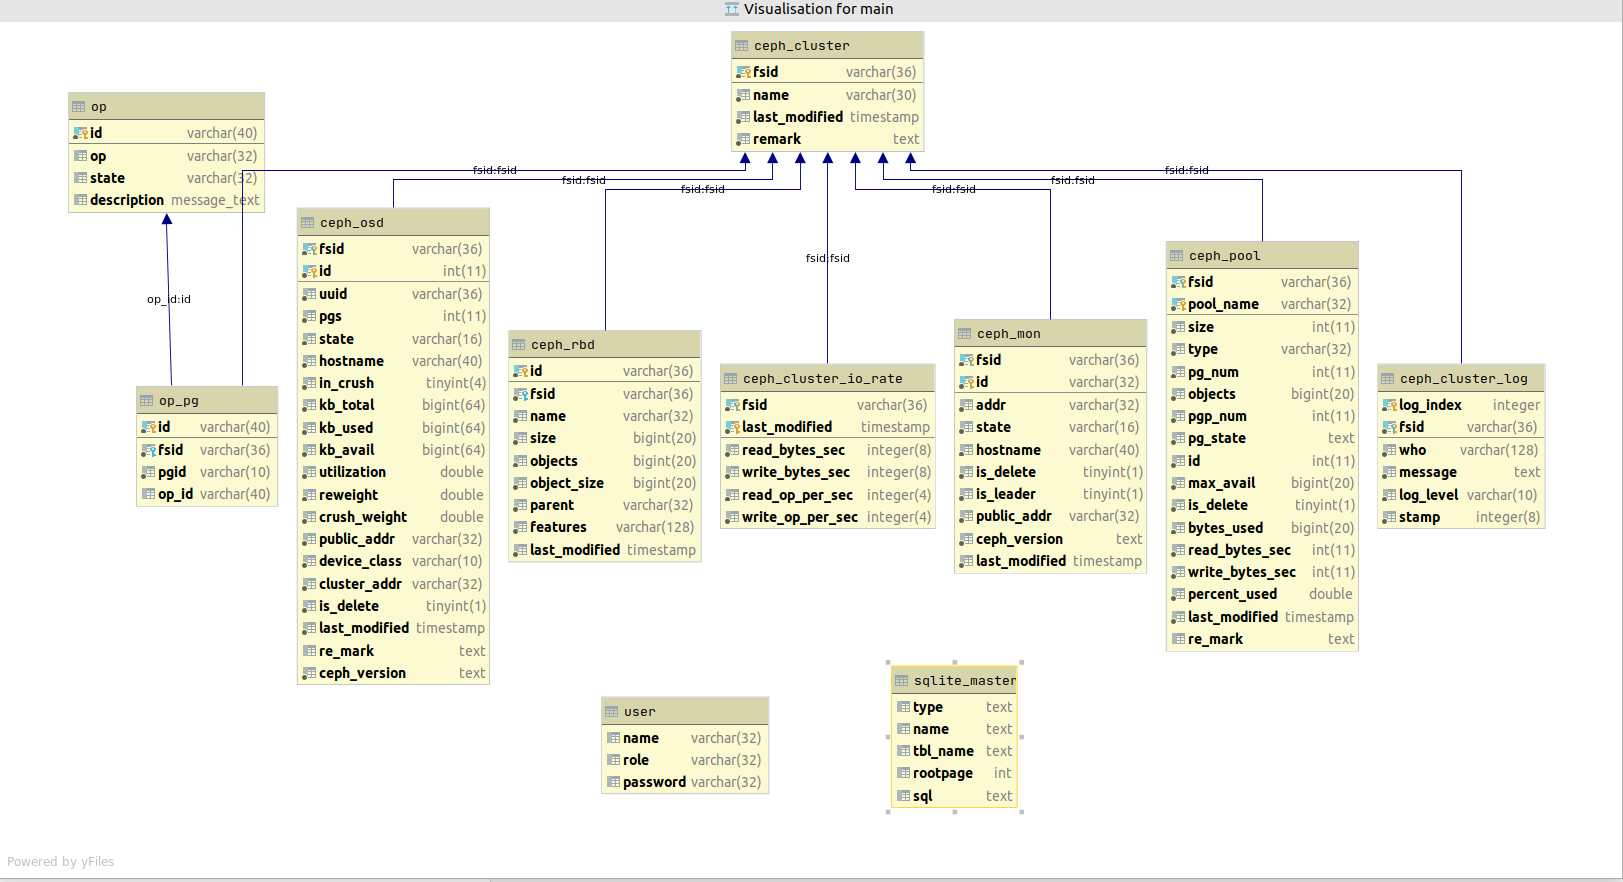 Visualisation for main
ceph_cluster
fsid varchar(36)
name varchar(30)
last_modified timestamp
remark text
op
id varchar(40)
op varchar(32)
state varchar(32)
description message_text
fsid:fsid
fsid:fsid
fsid:fsid
fsid:fsid
fsid:fsid
fsid:fsid
fsid:fsid
op_id:id
op_pg
id varchar(40)
fsid varchar(36)
pgid varchar(10)
op_id varchar(40)
ceph_osd
fsid varchar(36)
id int(11)
uuid varchar(36)
pgs int(11)
state varchar(16)
hostname varchar(40)
in_crush tinyint(4)
kb_total bigint(64)
kb_used bigint(64)
kb_avail bigint(64)
utilization double
reweight double
crush_weight double
public_addr varchar(32)
device_class varchar(10)
cluster_addr varchar(32)
is_delete tinyint(1)
last_modified timestamp
re_mark text
ceph_version text
ceph_rbd
id varchar(36)
fsid varchar(36)
name varchar(32)
size bigint(20)
objects bigint(20)
object_size bigint(20)
parent varchar(32)
features varchar(128)
last_modified timestamp
ceph_cluster_io_rate
fsid varchar(36)
last_modified timestamp
read_bytes_sec integer(8)
write_bytes_sec integer(8)
read_op_per_sec integer(4)
write_op_per_sec integer(4)
ceph_mon
fsid varchar(36)
id varchar(32)
addr varchar(32)
state varchar(16)
hostname varchar(40)
is_delete tinyint(1)
is_leader tinyint(1)
public_addr varchar(32)
ceph_version text
last_modified timestamp
ceph_pool
fsid varchar(36)
pool_name varchar(32)
size int(11)
type varchar(32)
pg_num int(11)
objects bigint(20)
pgp_num int(11)
pg_state text
id int(11)
max_avail bigint(20)
is_delete tinyint(1)
bytes_used bigint(20)
read_bytes_sec int(11)
write_bytes_sec int(11)
percent_used double
last_modified timestamp
re_mark text
ceph_cluster_log
log_index integer
fsid varchar(36)
who varchar(128)
message text
log_level varchar(10)
stamp integer(8)
user
name varchar(32)
role varchar(32)
password varchar(32)
sqlite_master
type text
name text
tbl_name text
rootpage int
sql text
Powered by yFiles